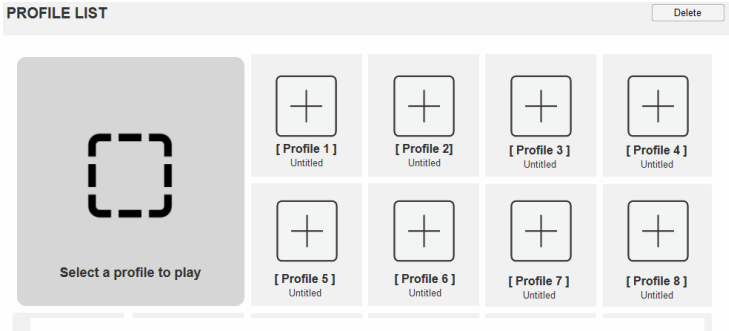 PROFILE LIST
Delete
[ Profile 1 ]
Untitled
[ Profile 2]
Untitled
[ Profile 3 ]
Untitled
[ Profile 4 ]
Untitled
Select a profile to play
[ Profile 5 ]
Untitled
[ Profile 6 ]
Untitled
[ Profile 7 ]
Untitled
[ Profile 8 ]
Untitled